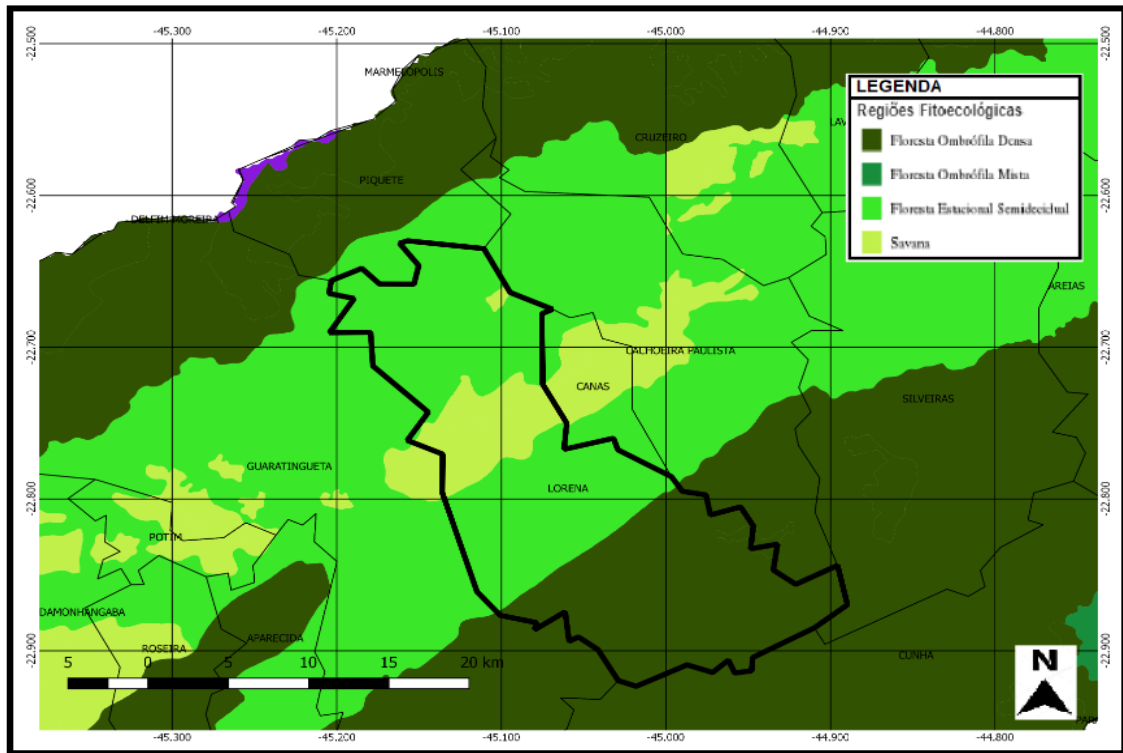 -45.300 -45.200 -45.100 -45.000 -44.900 -44.800
-22.500 -22.500
MARMELOPOLIS
LEGENDA
Regiões Fitoecológicas
Floresta Ombrófila Densa
Floresta Ombrófila Mista
Floresta Estacional Semidecidual
Savana
LAV
CRUZEIRO
PIQUETE
-22.600 -22.600
DELFIM MOREIRA
AREIAS
-22.700 -22.700
CACHOEIRA PAULISTA
CANAS
SILVEIRAS
GUARATINGUETA
LORENA
-22.800 -22.800
POTIM
DAMONHANGABA
APARECIDA
ROSEIRA
-22.900 -22.900
CUNHA
5 0 5 10 15 20 km
N
PARA
-45.300 -45.200 -45.100 -45.000 -44.900 -44.800